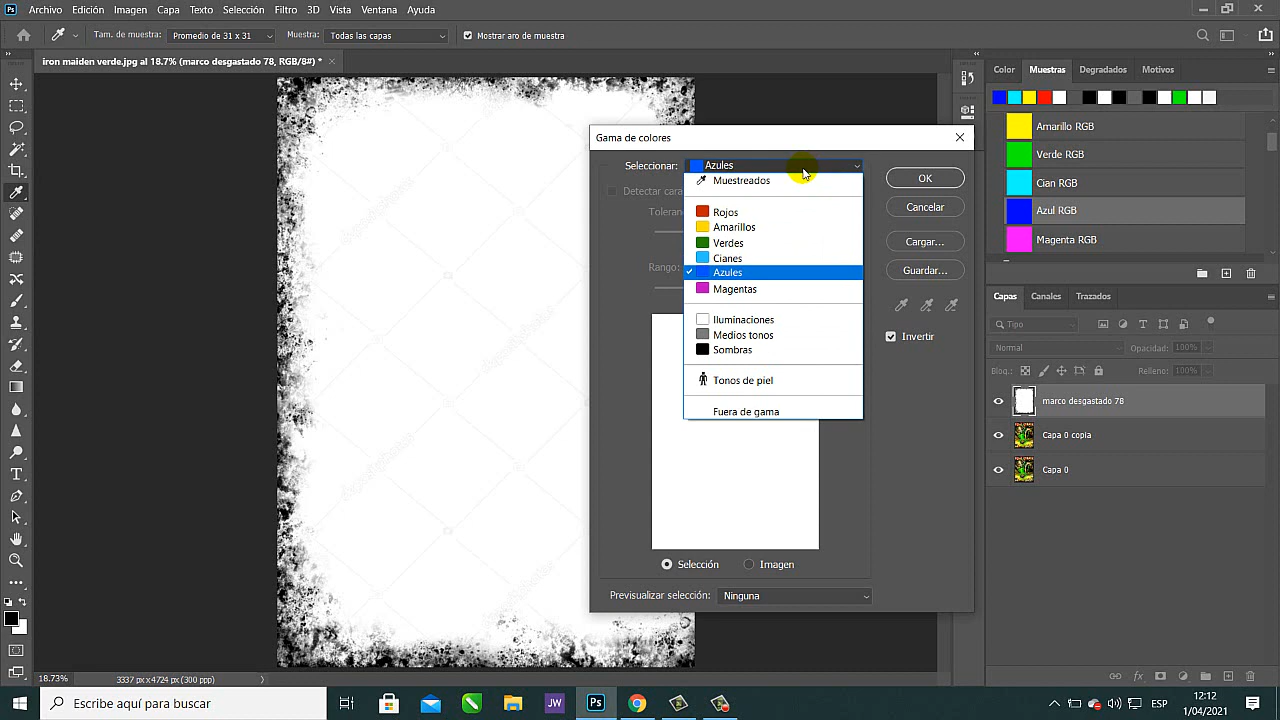 Ps Archivo Edición Imagen Capa Texto Selección Filtro 3D Vista Ventana Ayuda
Tam. de muestra: Promedio de 31 x 31 Muestra: Todas las capas Mostrar aro de muestra
iron maiden verde.jpg al 18.7% (marco desgastado 78, RGB/8#) *
Color Muestras Degradados Motivos
Amarillo RGB
Verde RGB
Cian RGB
Azul RGB
Magenta RGB
Gama de colores
Seleccionar: Azules
Muestreados
Rojos
Amarillos
Verdes
Cianes
Azules
Magentas
Iluminaciones
Medios tonos
Sombras
Tonos de piel
Fuera de gama
Detectar cara
Toleran
Rango:
OK
Cancelar
Cargar...
Guardar...
Invertir
Selección Imagen
Previsualizar selección: Ninguna
Capas Canales Trazados
Tipo
Normal Opacidad: 100%
Bloq.: Relleno: 100%
marco desgastado 78
Capa 0 copia
Capa 0
18.73% 3337 px x 4724 px (300 ppp)
Escribe aquí para buscar
JW
Ps
ESP
12:12
1/04/2021